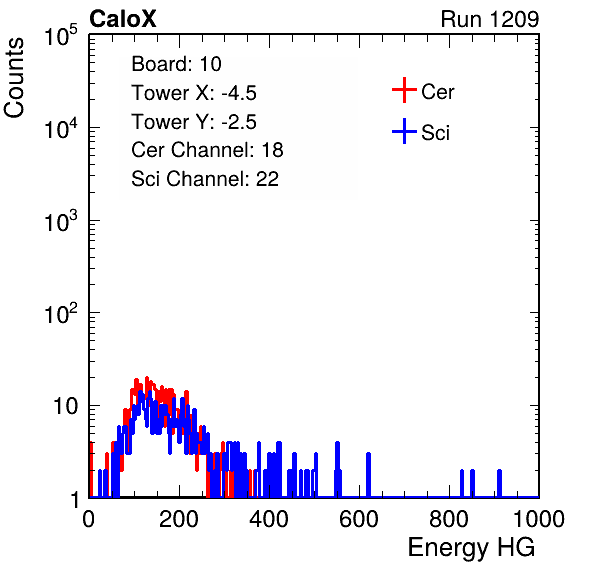 CaloX Run 1209
Counts
10^5
10^4
10^3
10^2
10
1
Board: 10
Tower X: -4.5
Tower Y: -2.5
Cer Channel: 18
Sci Channel: 22
Cer
Sci
0 200 400 600 800 1000
Energy HG